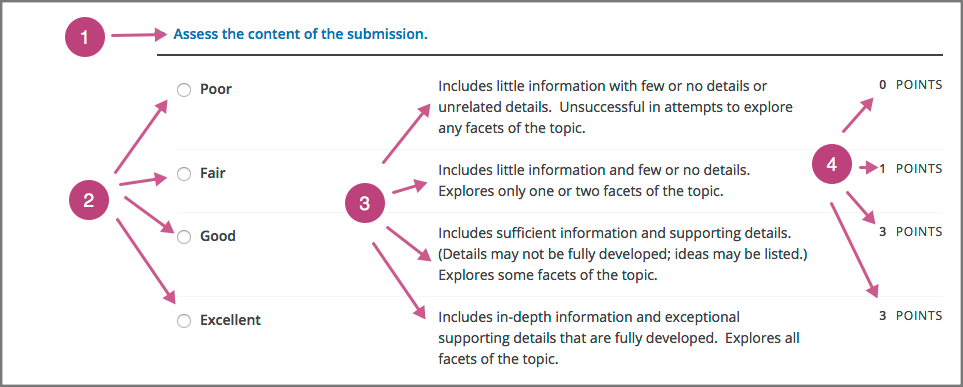 1 Assess the content of the submission.
Poor Includes little information with few or no details or 0 POINTS
unrelated details. Unsuccessful in attempts to explore
any facets of the topic.
4
Fair Includes little information and few or no details. 1 POINTS
Explores only one or two facets of the topic.
2
3
Good Includes sufficient information and supporting details. 3 POINTS
(Details may not be fully developed; ideas may be listed.)
Explores some facets of the topic.
Excellent Includes in-depth information and exceptional 3 POINTS
supporting details that are fully developed. Explores all
facets of the topic.